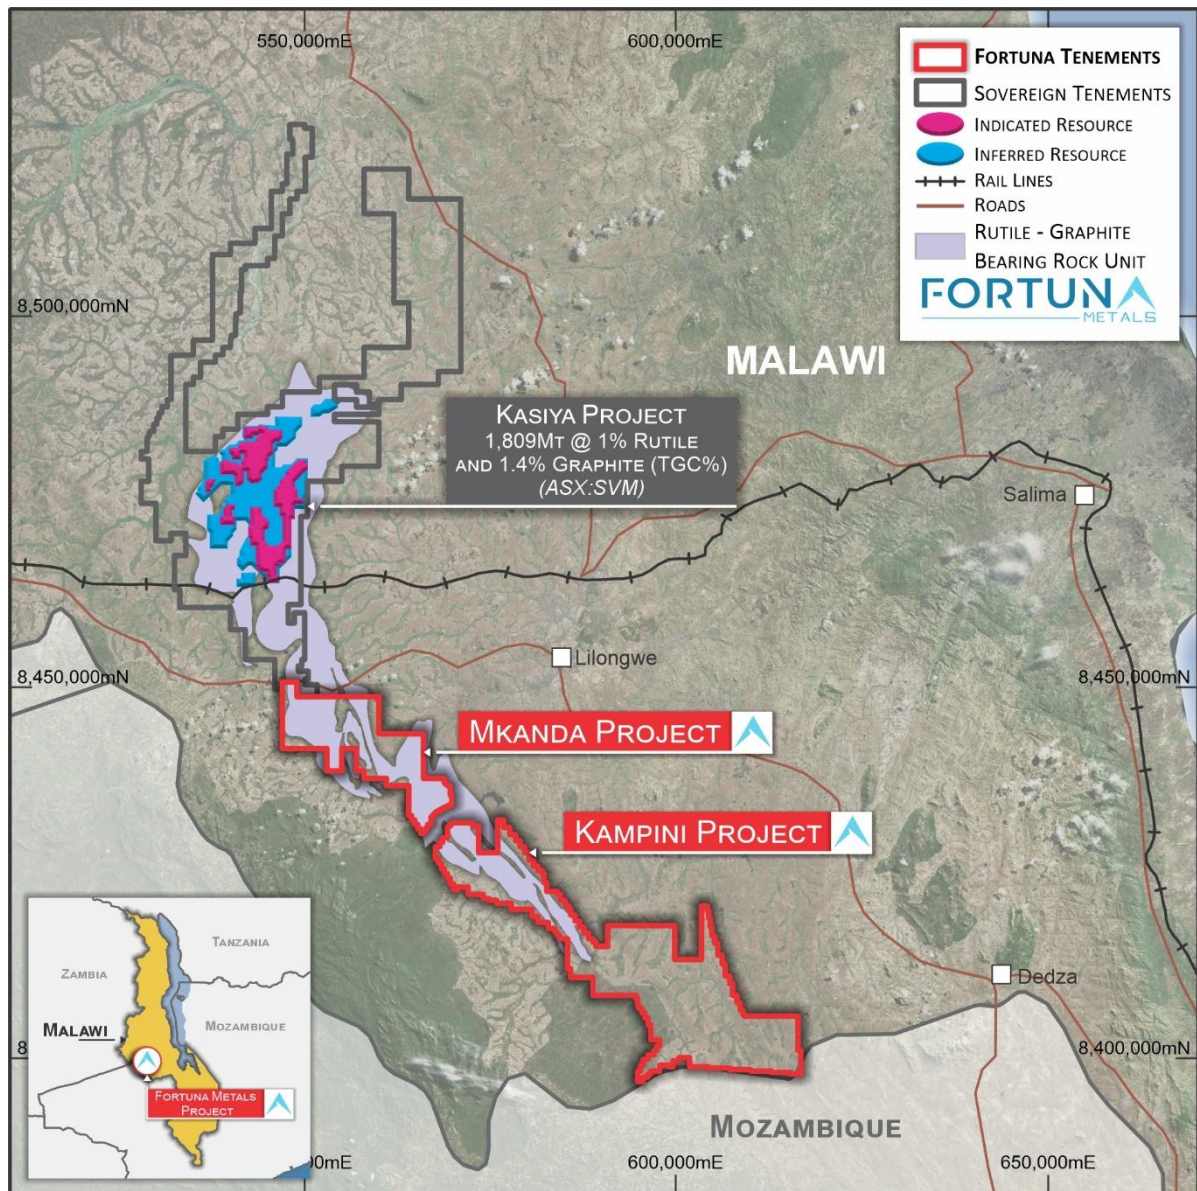 550,000mE
600,000mE
FORTUNA TENEMENTS
SOVEREIGN TENEMENTS
INDICATED RESOURCE
INFERRED RESOURCE
RAIL LINES
ROADS
RUTILE - GRAPHITE
BEARING ROCK UNIT
FORTUNA
METALS
8,500,000mN
MALAWI
KASIYA PROJECT
1,809MT @ 1% RUTILE
AND 1.4% GRAPHITE (TGC%)
(ASX:SVM)
Salima
Lilongwe
8,450,000mN
8,450,000mN
MKANDA PROJECT
KAMPINI PROJECT
Dedza
8,400,000mN
MOZAMBIQUE
TANZANIA
ZAMBIA
MOZAMBIQUE
MALAWI
FORTUNA METALS
PROJECT
600,000mE
650,000mE